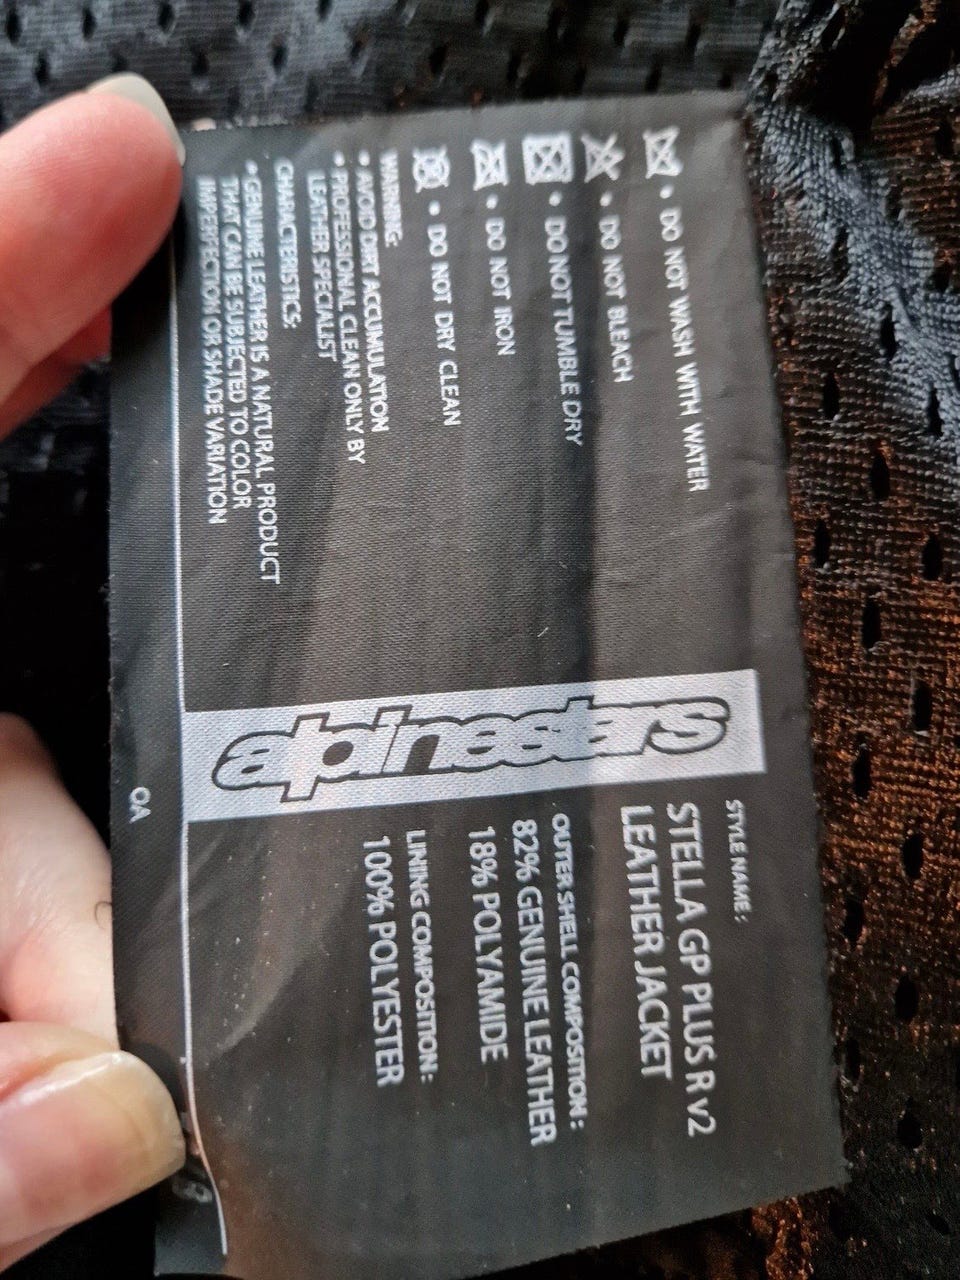 DO NOT WASH WITH WATER
• DO NOT BLEACH
• DO NOT TUMBLE DRY
• DO NOT IRON
• DO NOT DRY CLEAN
WARNING:
• AVOID DIRT ACCUMULATION
• PROFESSIONAL CLEAN ONLY BY
LEATHER SPECIALIST
CHARACTERISTICS:
• GENUINE LEATHER IS A NATURAL PRODUCT
THAT CAN BE SUBJECTED TO COLOR
IMPERFECTION OR SHADE VARIATION
alpinestars
STYLE NAME:
STELLA GP PLUS R v2
LEATHER JACKET
OUTER SHELL COMPOSITION:
82% GENUINE LEATHER
18% POLYAMIDE
LINING COMPOSITION:
100% POLYESTER
QA